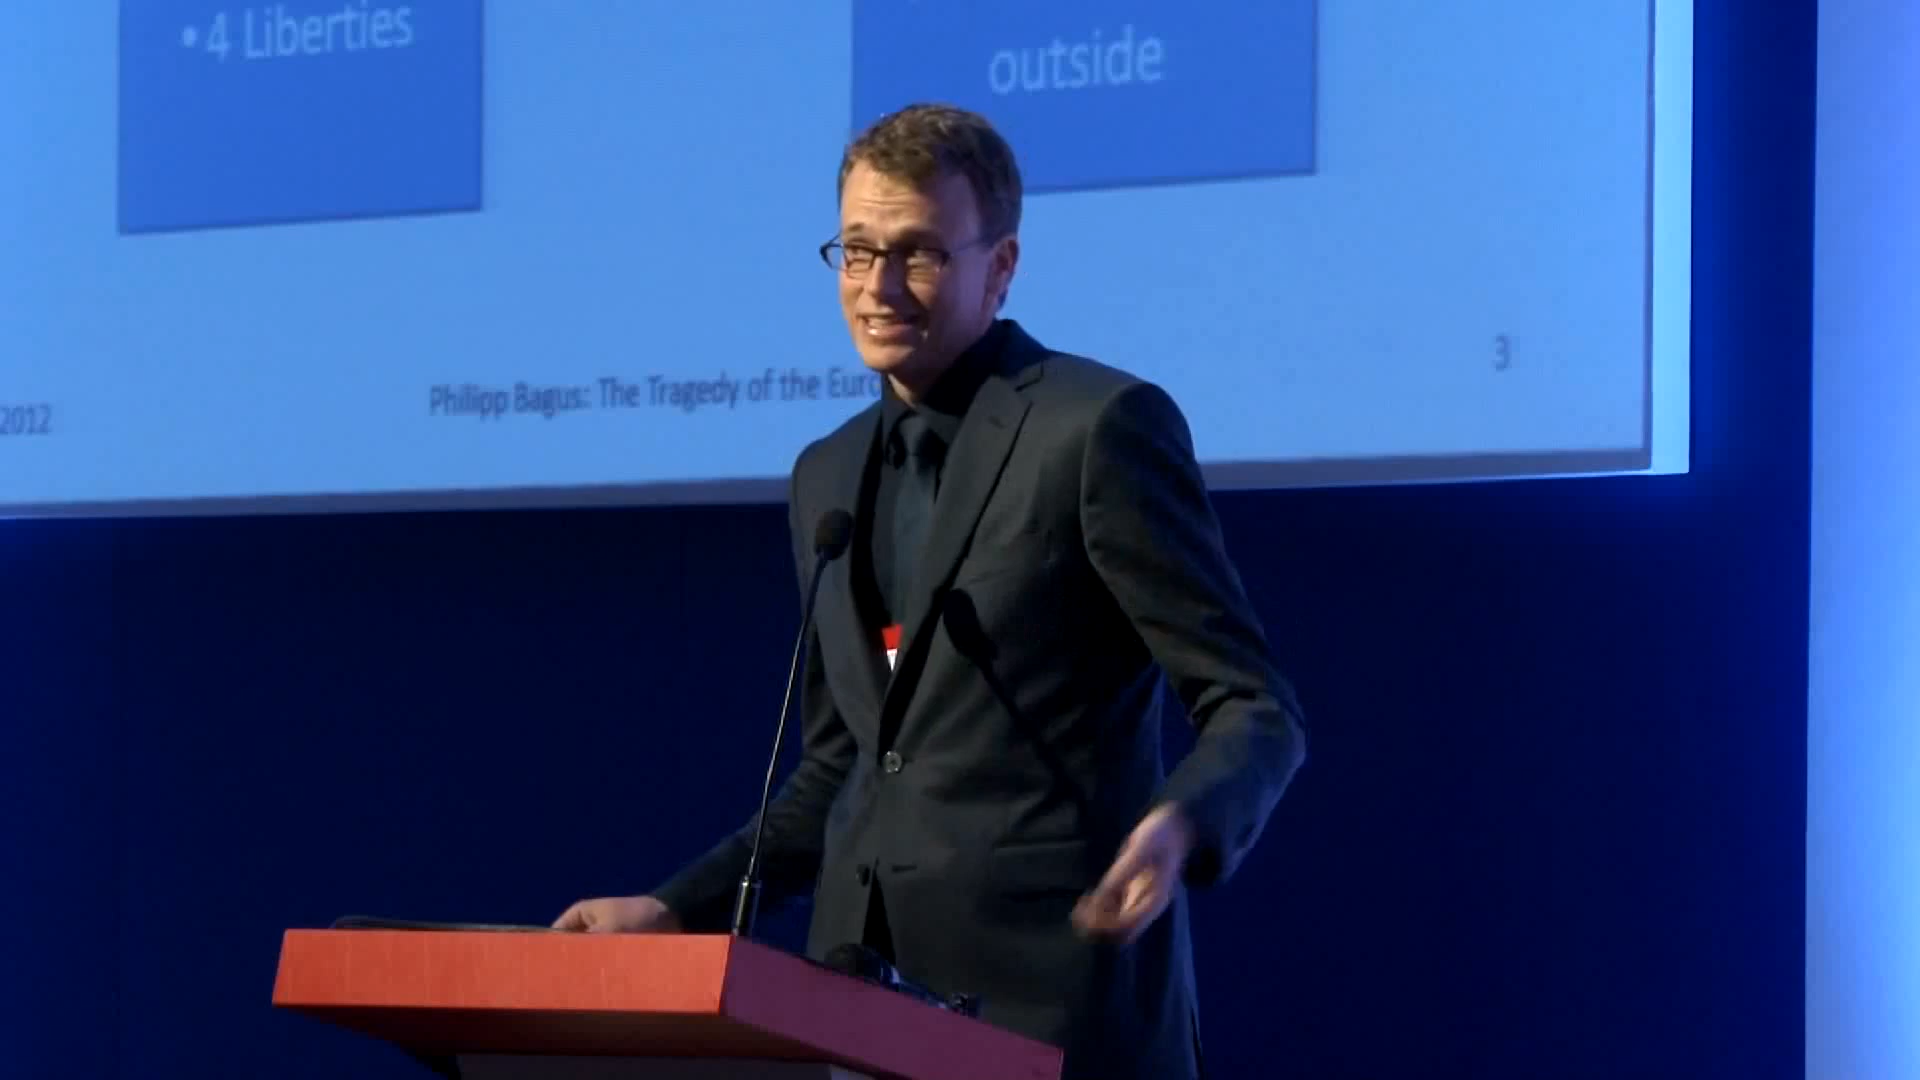 • 4 Liberties
outside
2012
Philipp Bagus: The Tragedy of the Euro
3